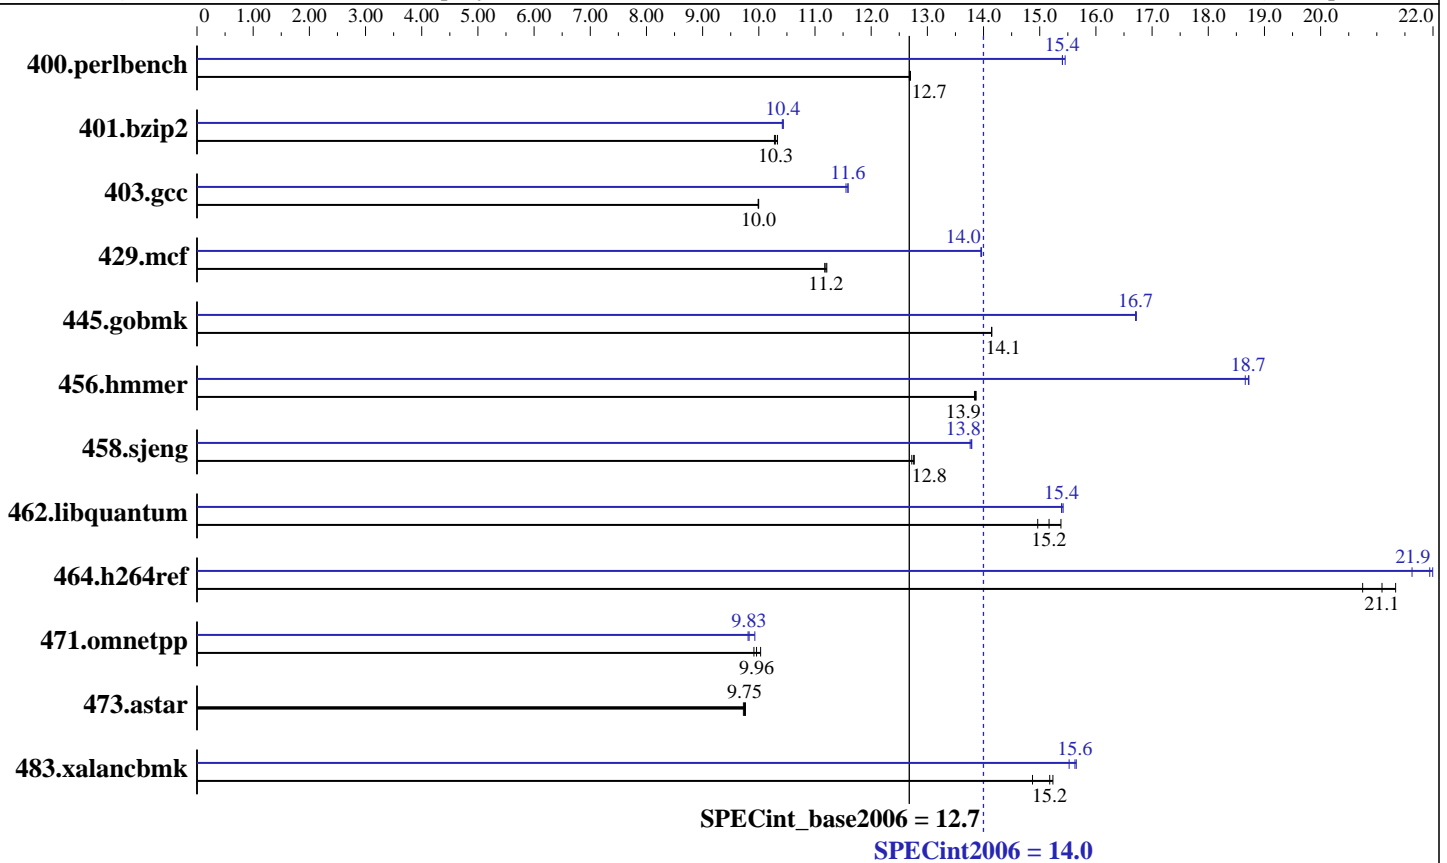 0 1.00 2.00 3.00 4.00 5.00 6.00 7.00 8.00 9.00 10.0 11.0 12.0 13.0 14.0 15.0 16.0 17.0 18.0 19.0 20.0 22.0
15.4
400.perlbench
12.7
10.4
401.bzip2
10.3
11.6
403.gcc
10.0
14.0
429.mcf
11.2
16.7
445.gobmk
14.1
18.7
456.hmmer
13.9
13.8
458.sjeng
12.8
15.4
462.libquantum
15.2
21.9
464.h264ref
21.1
9.83
471.omnetpp
9.96
9.75
473.astar
15.6
483.xalancbmk
15.2
SPECint_base2006 = 12.7
SPECint2006 = 14.0